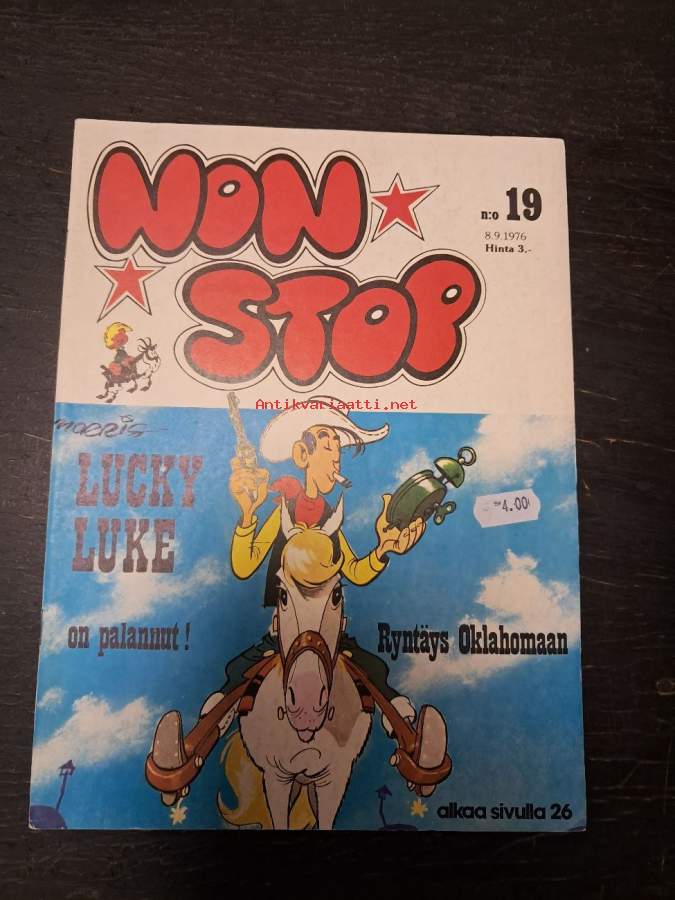 NON
STOP
n:o 19
8.9.1976
Hinta 3,-
Antikvariaatti.net
morris
LUCKY
LUKE
4.00
on palannut!
Ryntäys Oklahomaan
alkaa sivulla 26